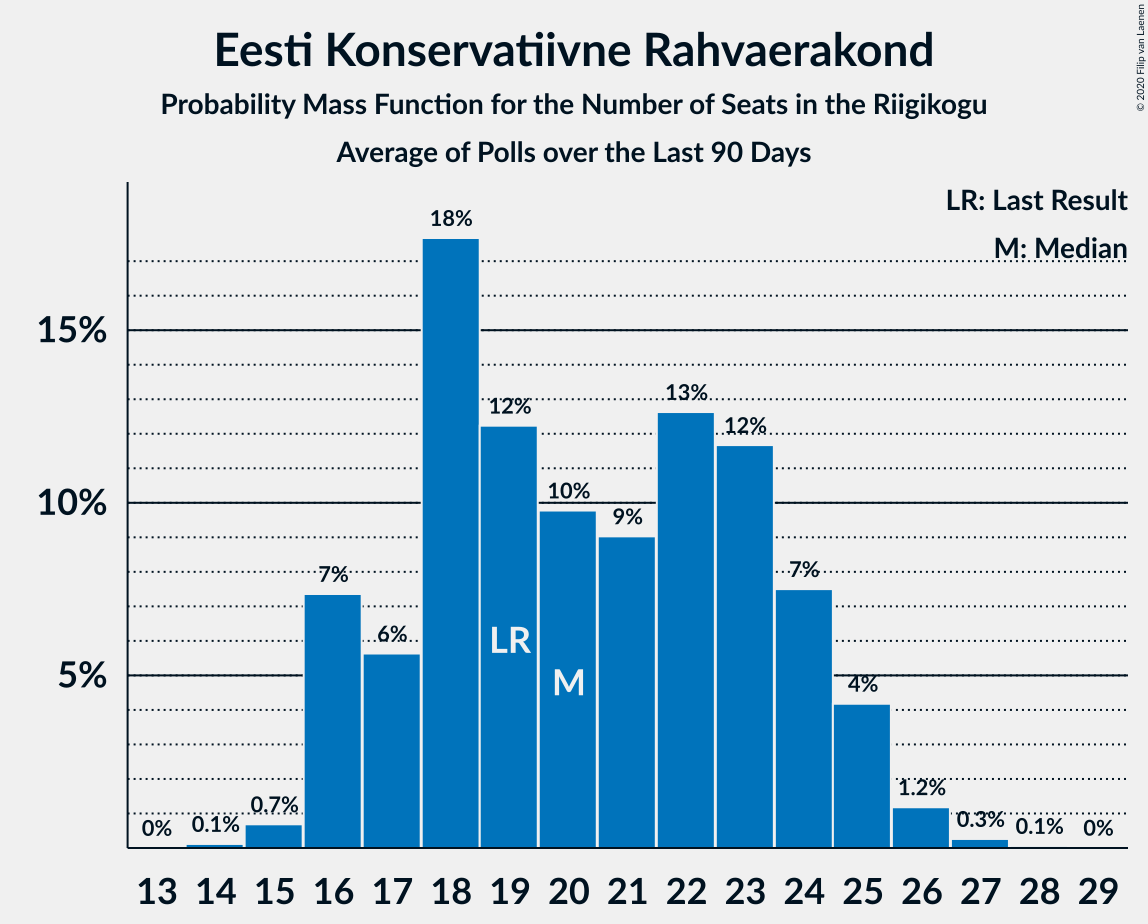 Eesti Konservatiivne Rahvaerakond
Probability Mass Function for the Number of Seats in the Riigikogu
Average of Polls over the Last 90 Days
© 2020 Filip van Laenen
LR: Last Result
M: Median
15%
10%
5%
0%
0.1%
0.7%
7%
6%
18%
12%
10%
9%
13%
12%
7%
4%
1.2%
0.3%
0.1%
0%
LR
M
13 14 15 16 17 18 19 20 21 22 23 24 25 26 27 28 29